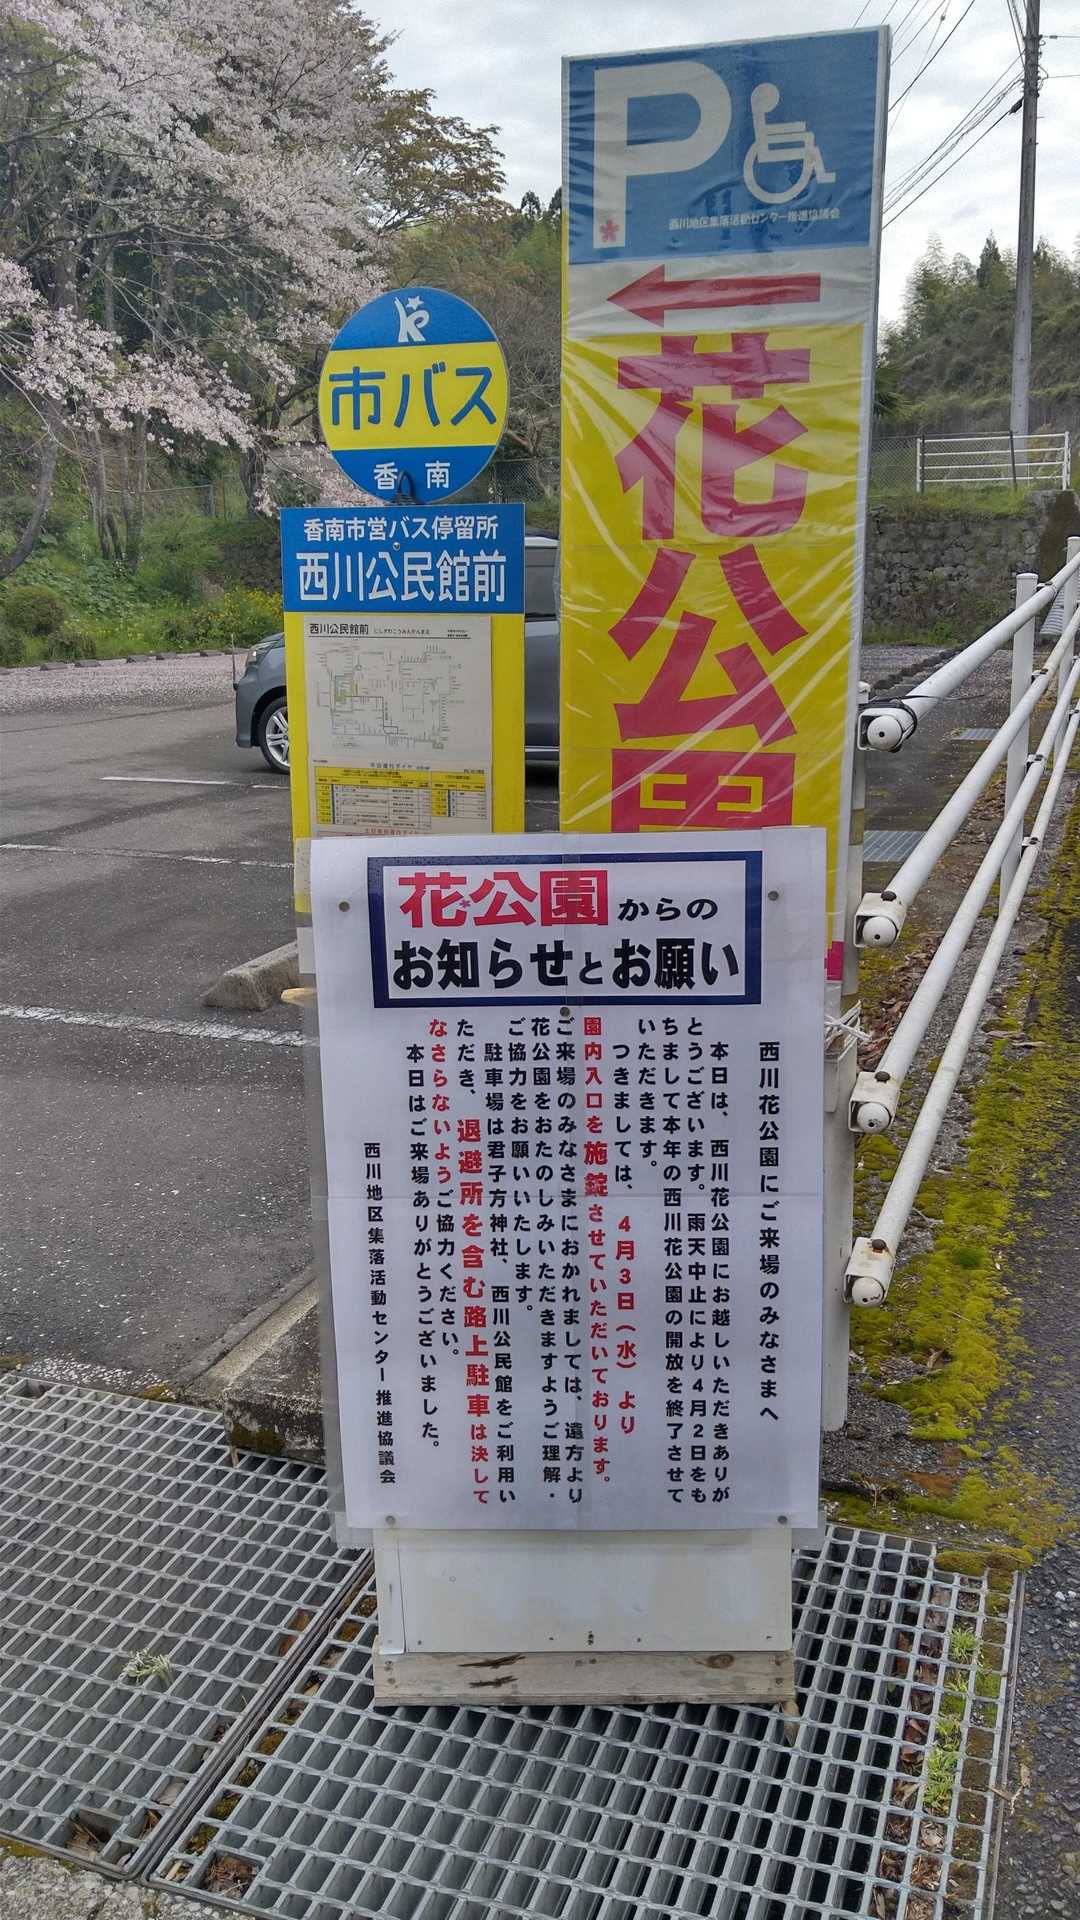 P
西川地区集落活動センター推進協議会
花公園
市バス
香南
香南市営バス停留所
西川公民館前
西川公民館前 にしがわこうみんかんまえ
花公園からの
お知らせとお願い
西川花公園にご来場のみなさまへ
本日は、西川花公園にお越しいただきありが
とうございます。雨天中止により4月2日をも
ちまして本年の西川花公園の開放を終了させて
いただきます。
つきましては、4月3日(水)より
園内入口を施錠させていただいております。
ご来場のみなさまにおかれましては、遠方より
花公園をおたのしみいただきますようご理解・
ご協力をお願いいたします。
駐車場は君子方神社、西川公民館をご利用い
ただき、退避所を含む路上駐車は決して
なさらないようご協力ください。
本日はご来場ありがとうございました。
西川地区集落活動センター推進協議会